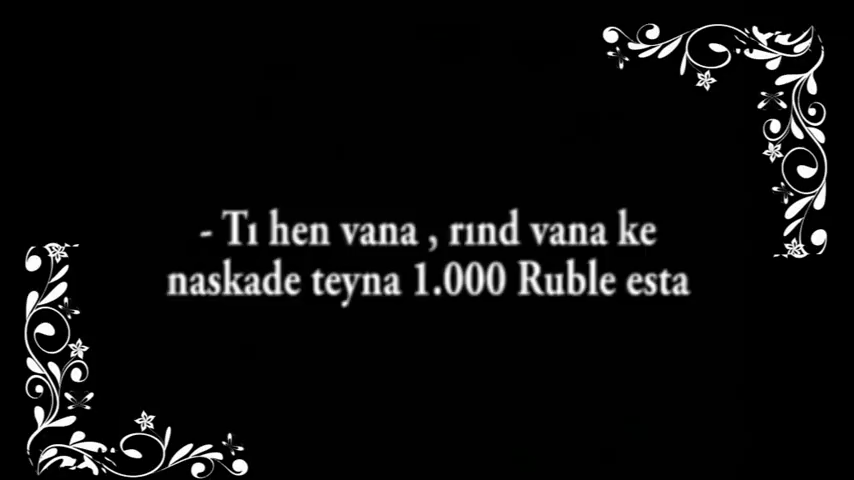 - Tı hen vana , rınd vana ke
naskade teyna 1.000 Ruble esta